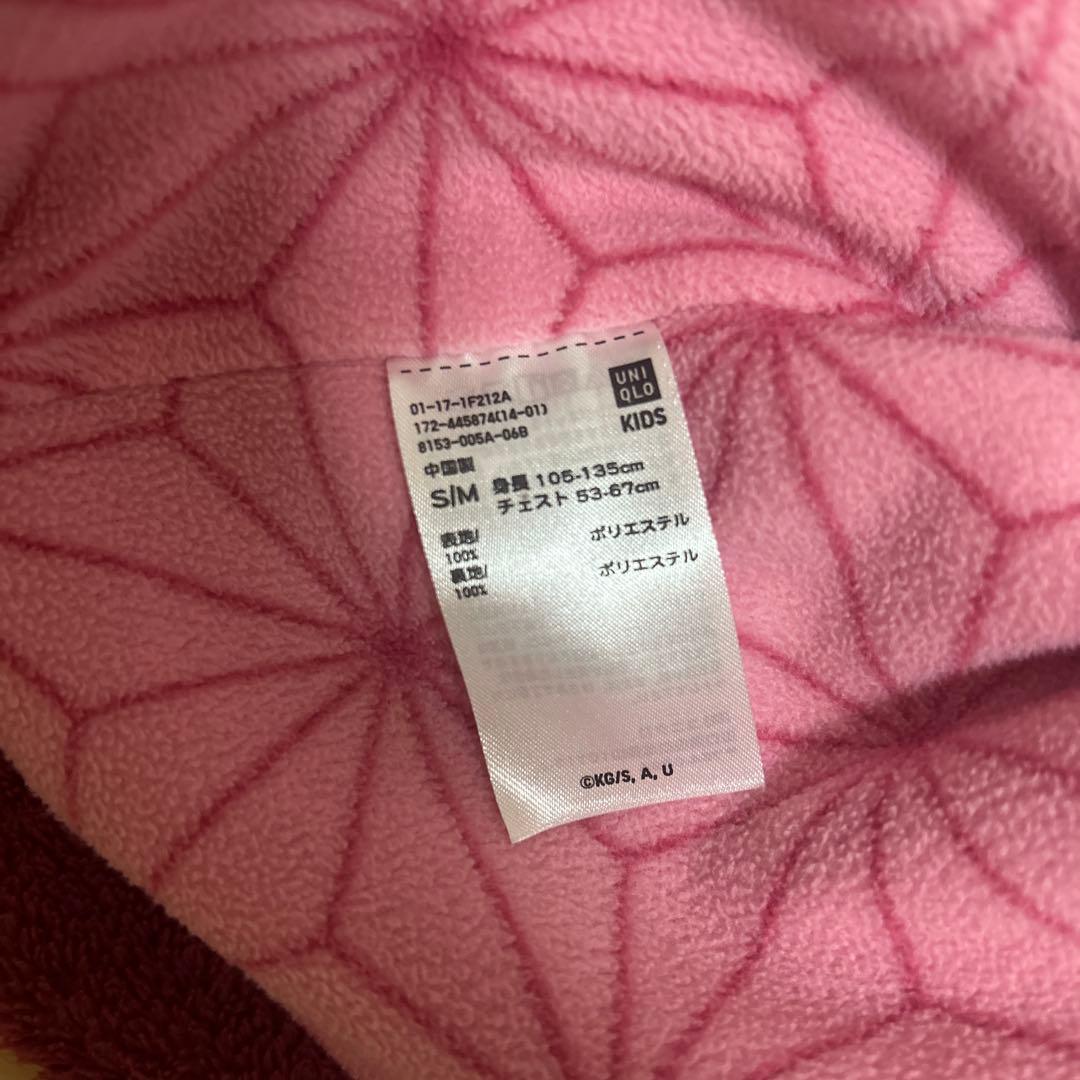 UNI
QLO
KIDS
01-17-1F212A
172-445874(14-01)
8153-005A-06B
中国製
S/M 身長 105-135cm
チェスト 53-67cm
表地/ ポリエステル
100%
裏地/ ポリエステル
100%
©KG/S, A, U